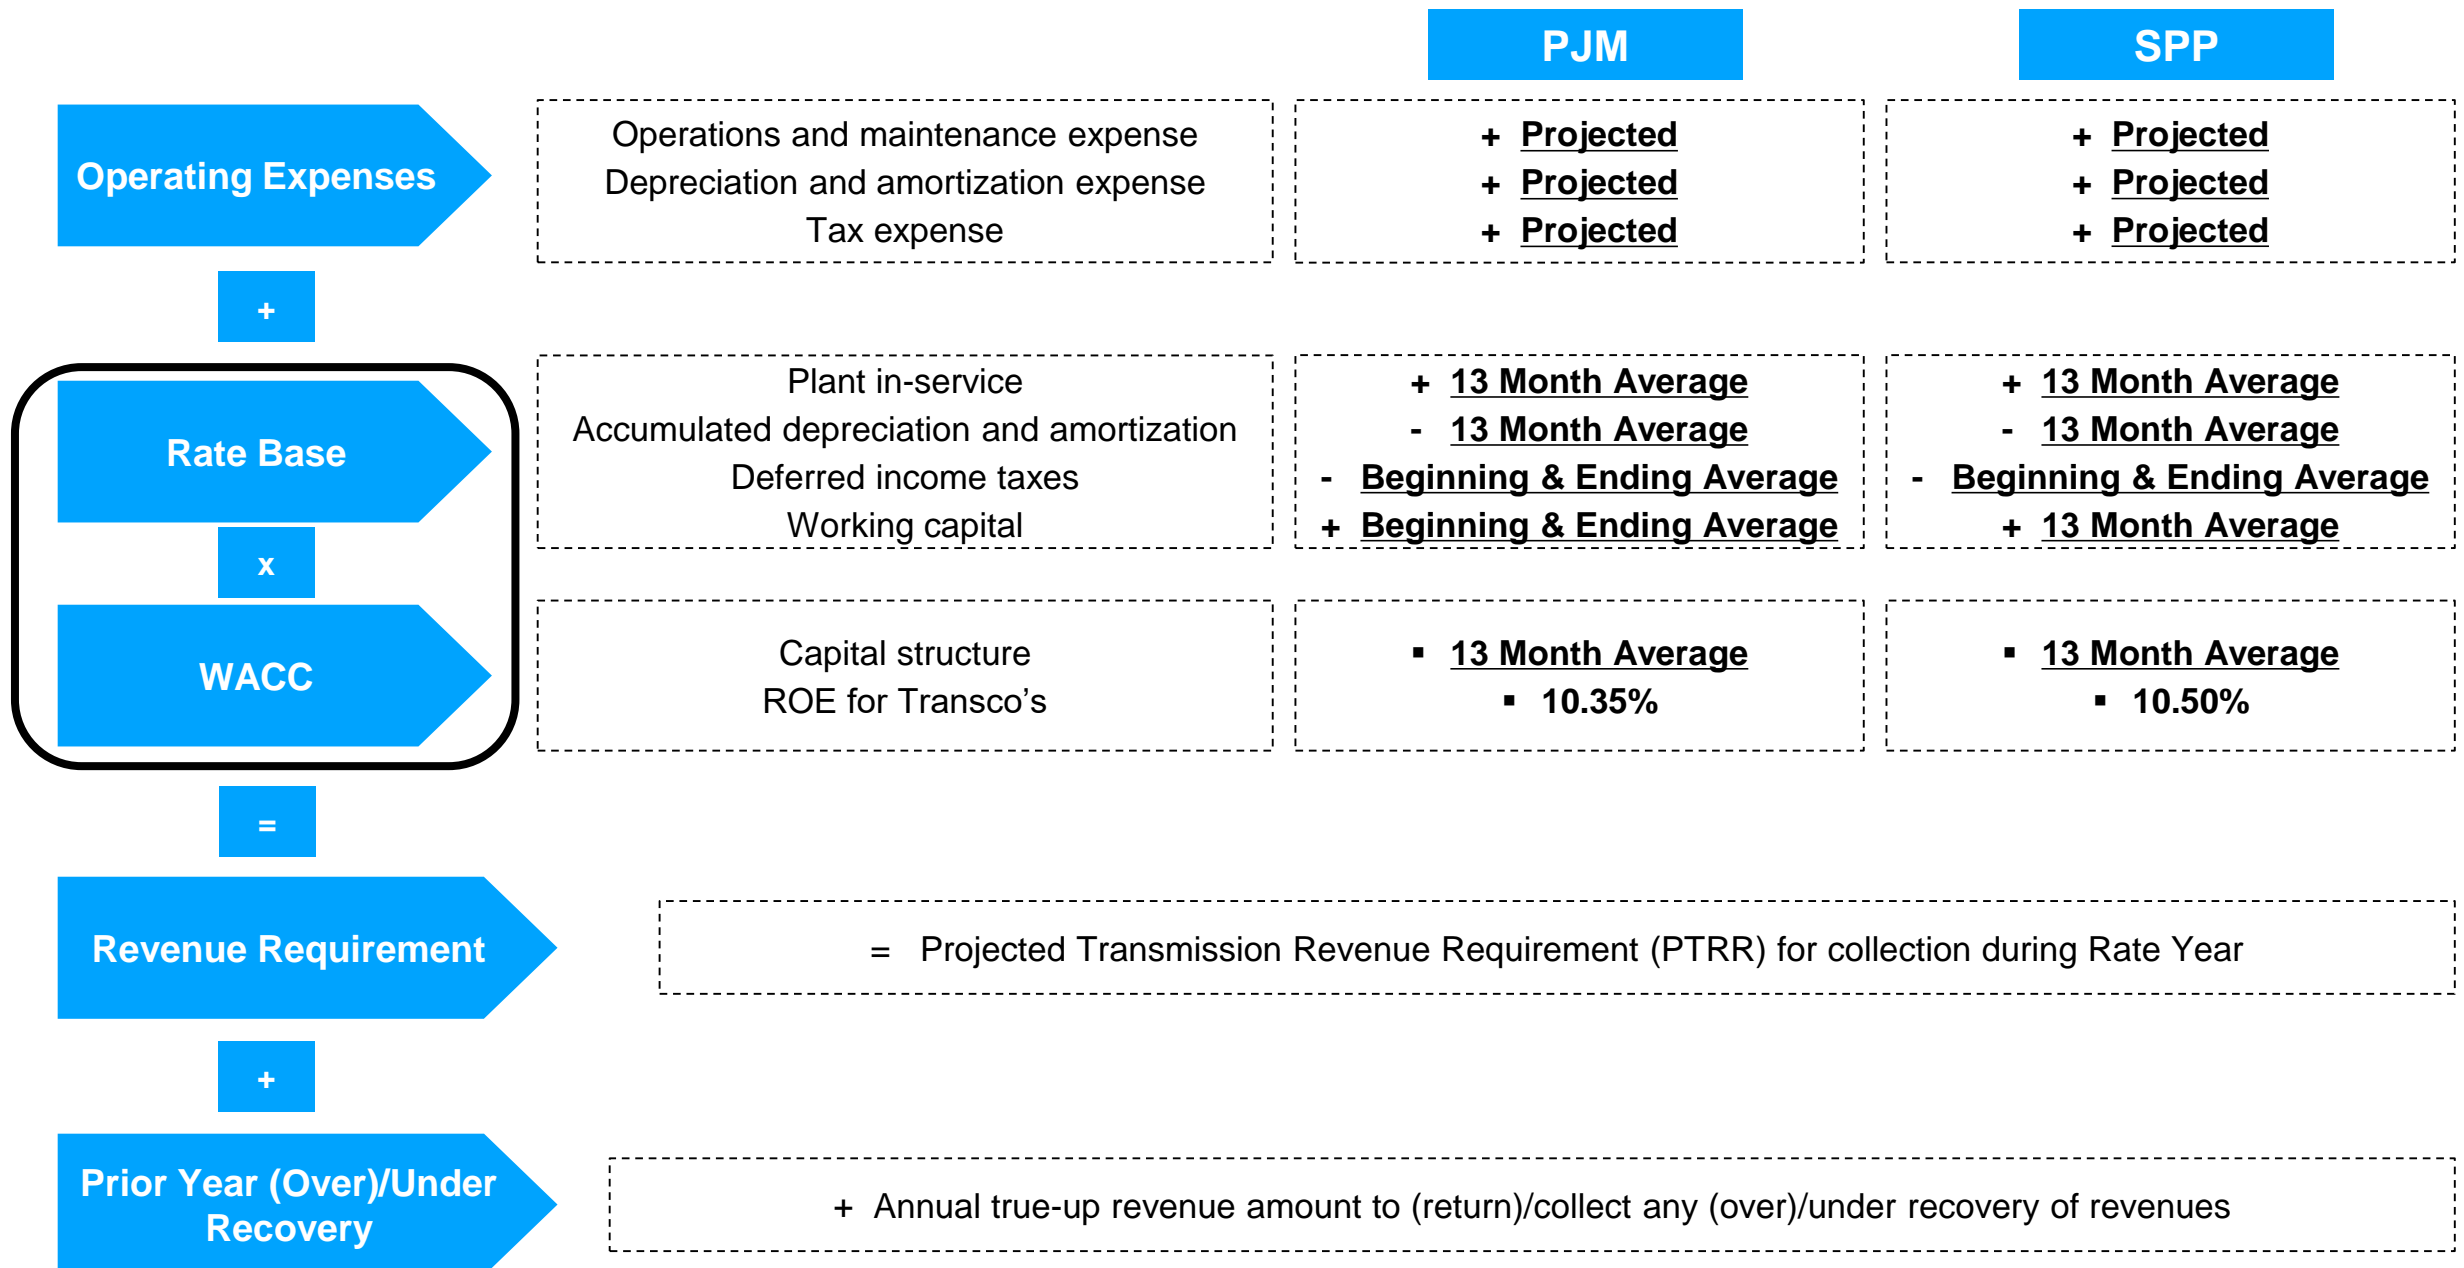 PJM
SPP
Operating Expenses
Operations and maintenance expense
Depreciation and amortization expense
Tax expense
+ Projected
+ Projected
+ Projected
+ Projected
+ Projected
+ Projected
+
Rate Base
Plant in-service
Accumulated depreciation and amortization
Deferred income taxes
Working capital
+ 13 Month Average
- 13 Month Average
- Beginning & Ending Average
+ Beginning & Ending Average
+ 13 Month Average
- 13 Month Average
- Beginning & Ending Average
+ 13 Month Average
x
WACC
Capital structure
ROE for Transco’s
▪ 13 Month Average
▪ 10.35%
▪ 13 Month Average
▪ 10.50%
=
Revenue Requirement
= Projected Transmission Revenue Requirement (PTRR) for collection during Rate Year
+
Prior Year (Over)/Under
Recovery
+ Annual true-up revenue amount to (return)/collect any (over)/under recovery of revenues